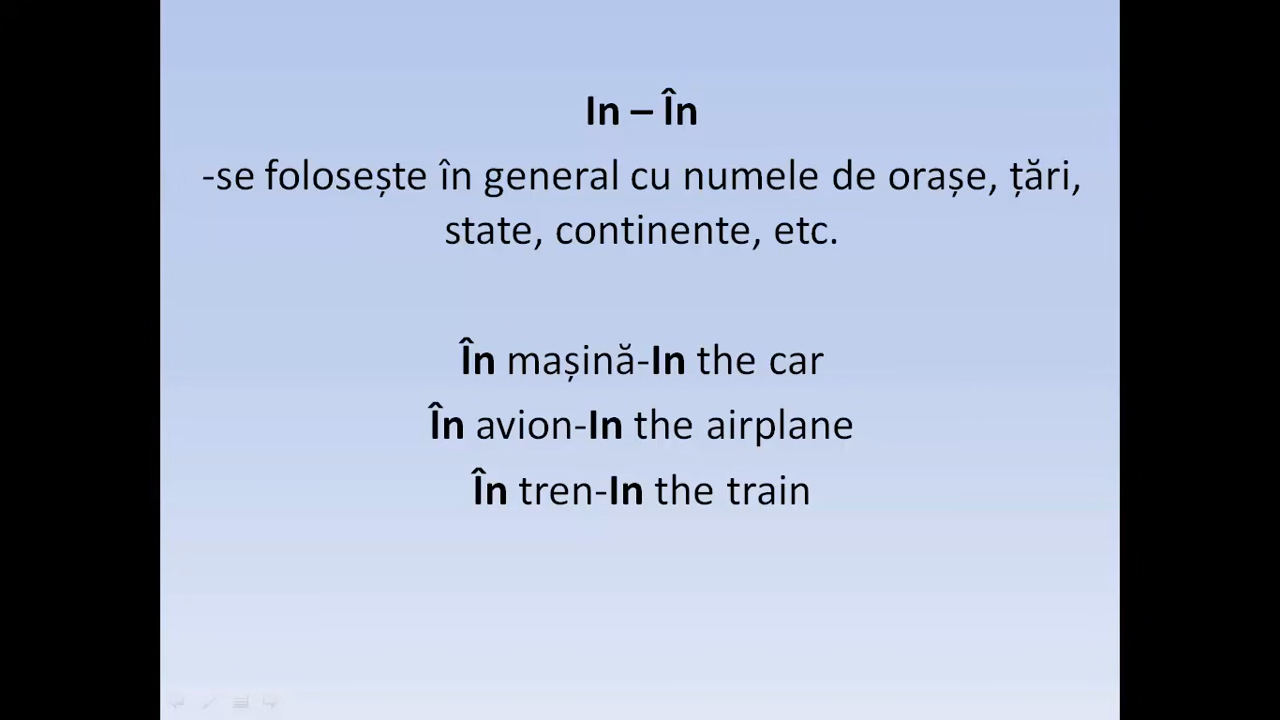 In – În
-se folosește în general cu numele de orașe, țări,
state, continente, etc.
În mașină-In the car
În avion-In the airplane
În tren-In the train